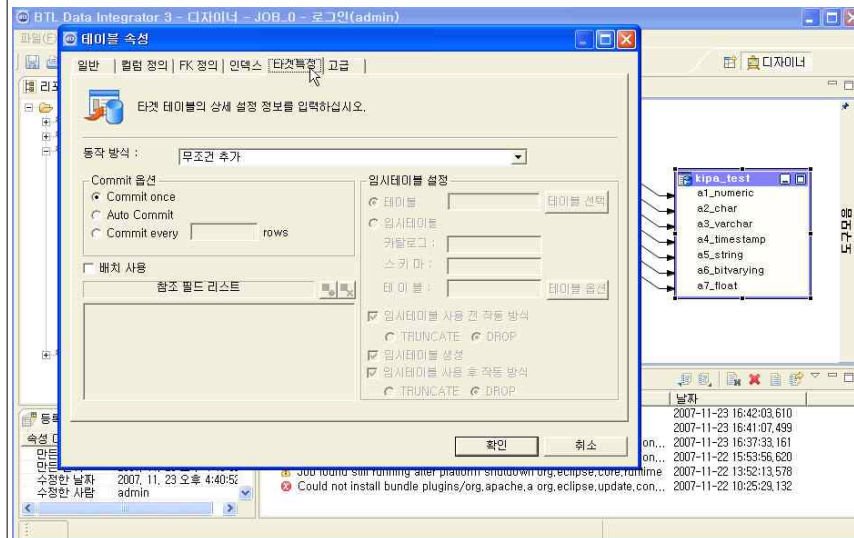 BTL Data Integrator 3 - 디자이너 - JOB_0 - 로그인(admin)
파일(F)
테이블 속성
일반 컬럼 정의 FK 정의 인덱스 타겟특정 고급
디자이너
타겟 테이블의 상세 설정 정보를 입력하십시오.
동작 방식 : 무조건 추가
Commit 옵션
Commit once
Auto Commit
Commit every rows
배치 사용
참조 필드 리스트
임시테이블 설정
테이블 테이블 선택
임시테이블
카탈로그 :
스키마 :
테이블 : 테이블 옵션
임시테이블 사용 전 작동 방식
TRUNCATE DROP
임시테이블 생성
임시테이블 사용 후 작동 방식
TRUNCATE DROP
확인 취소
kipa_test
a1_numeric
a2_char
a3_varchar
a4_timestamp
a5_string
a6_bitvarying
a7_float
날짜
2007-11-23 16:42:03,610
2007-11-23 16:41:07,499
on... 2007-11-23 16:37:33,161
on... 2007-11-22 15:53:56,620
Job found still running after platform shutdown org.eclipse.core.runtime 2007-11-22 13:52:13,578
Could not install bundle plugins/org.apache.a org.eclipse.update.con... 2007-11-22 10:25:29,132
수정한 날짜 2007. 11. 23 오후 4:40:52
수정한 사람 admin